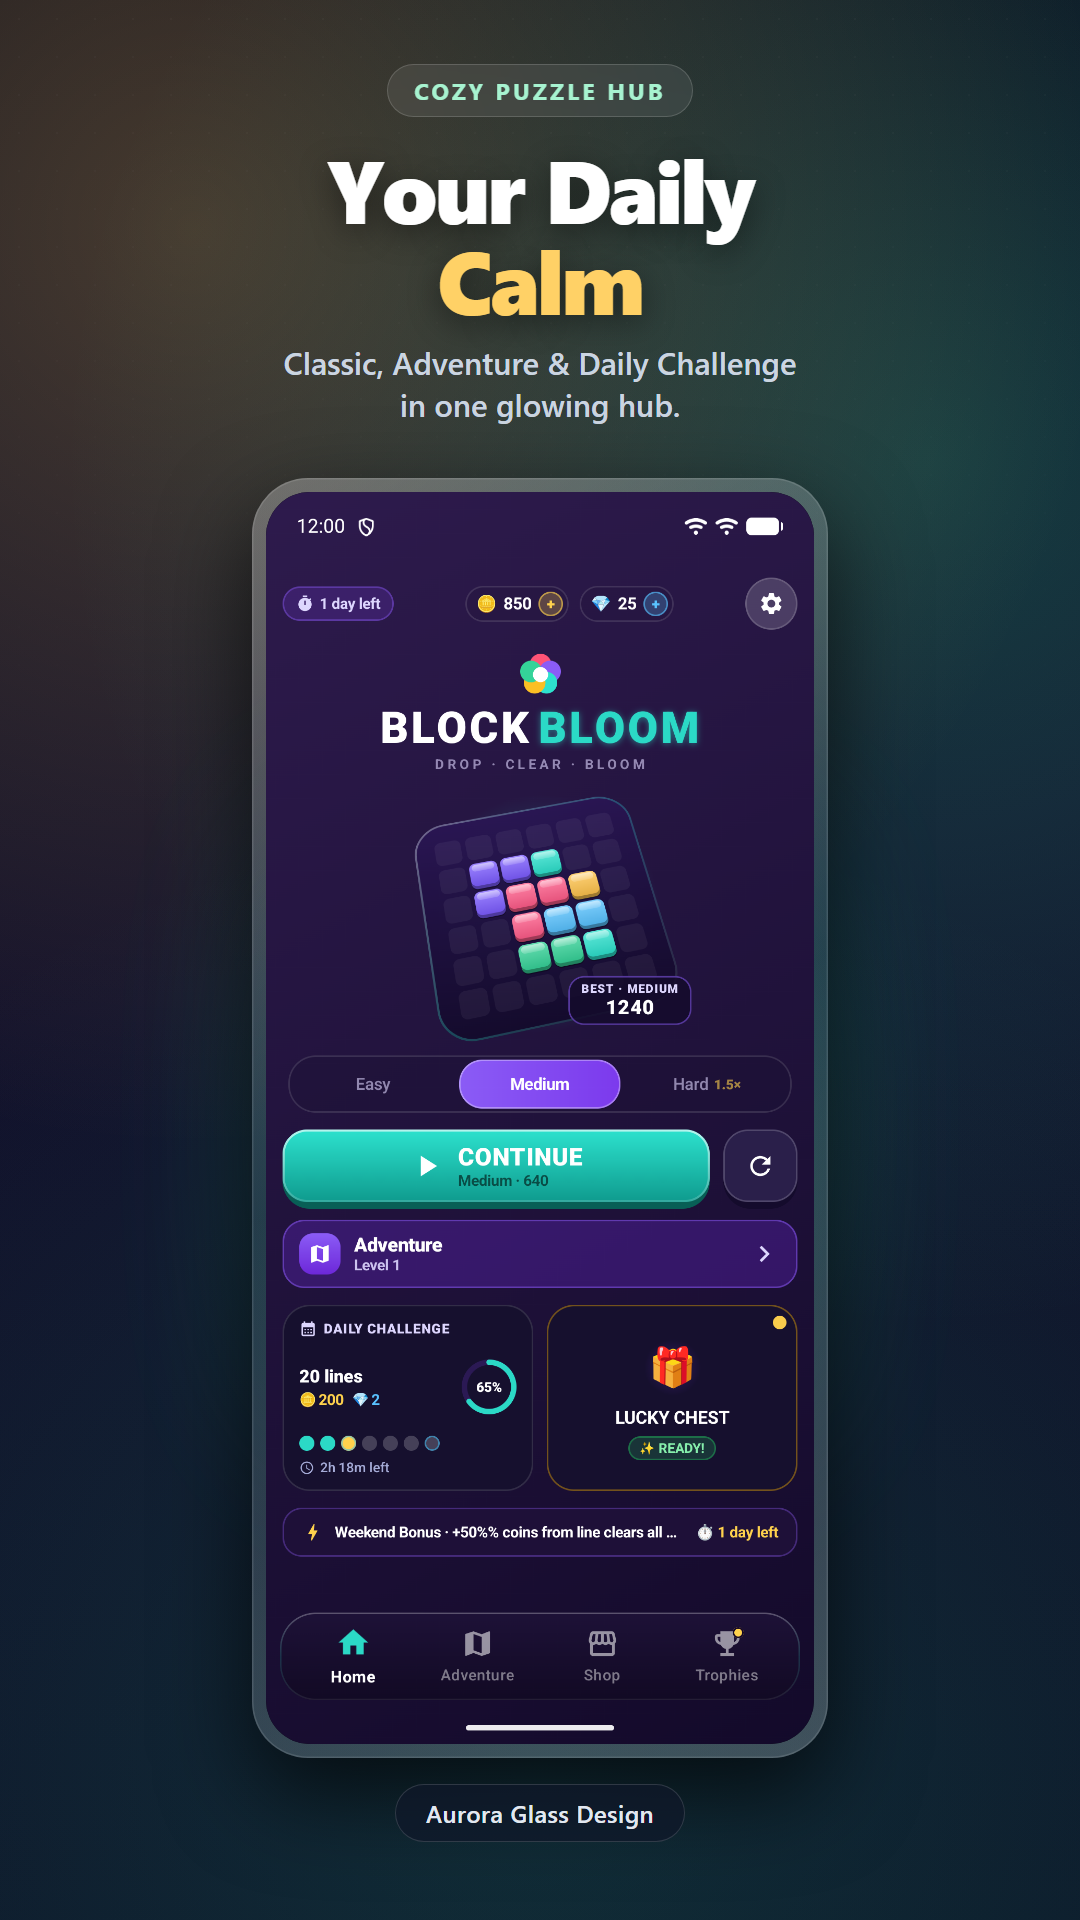 COZY PUZZLE HUB
Your Daily
Calm
Classic, Adventure & Daily Challenge
in one glowing hub.
12:00
1 day left
850 +
25 +
BLOCK BLOOM
DROP · CLEAR · BLOOM
BEST · MEDIUM
1240
Easy
Medium
Hard 1.5×
CONTINUE
Medium · 640
Adventure
Level 1
DAILY CHALLENGE
20 lines
200 2
65%
2h 18m left
LUCKY CHEST
✨ READY!
Weekend Bonus · +50%% coins from line clears all ...
1 day left
Home
Adventure
Shop
Trophies
Aurora Glass Design